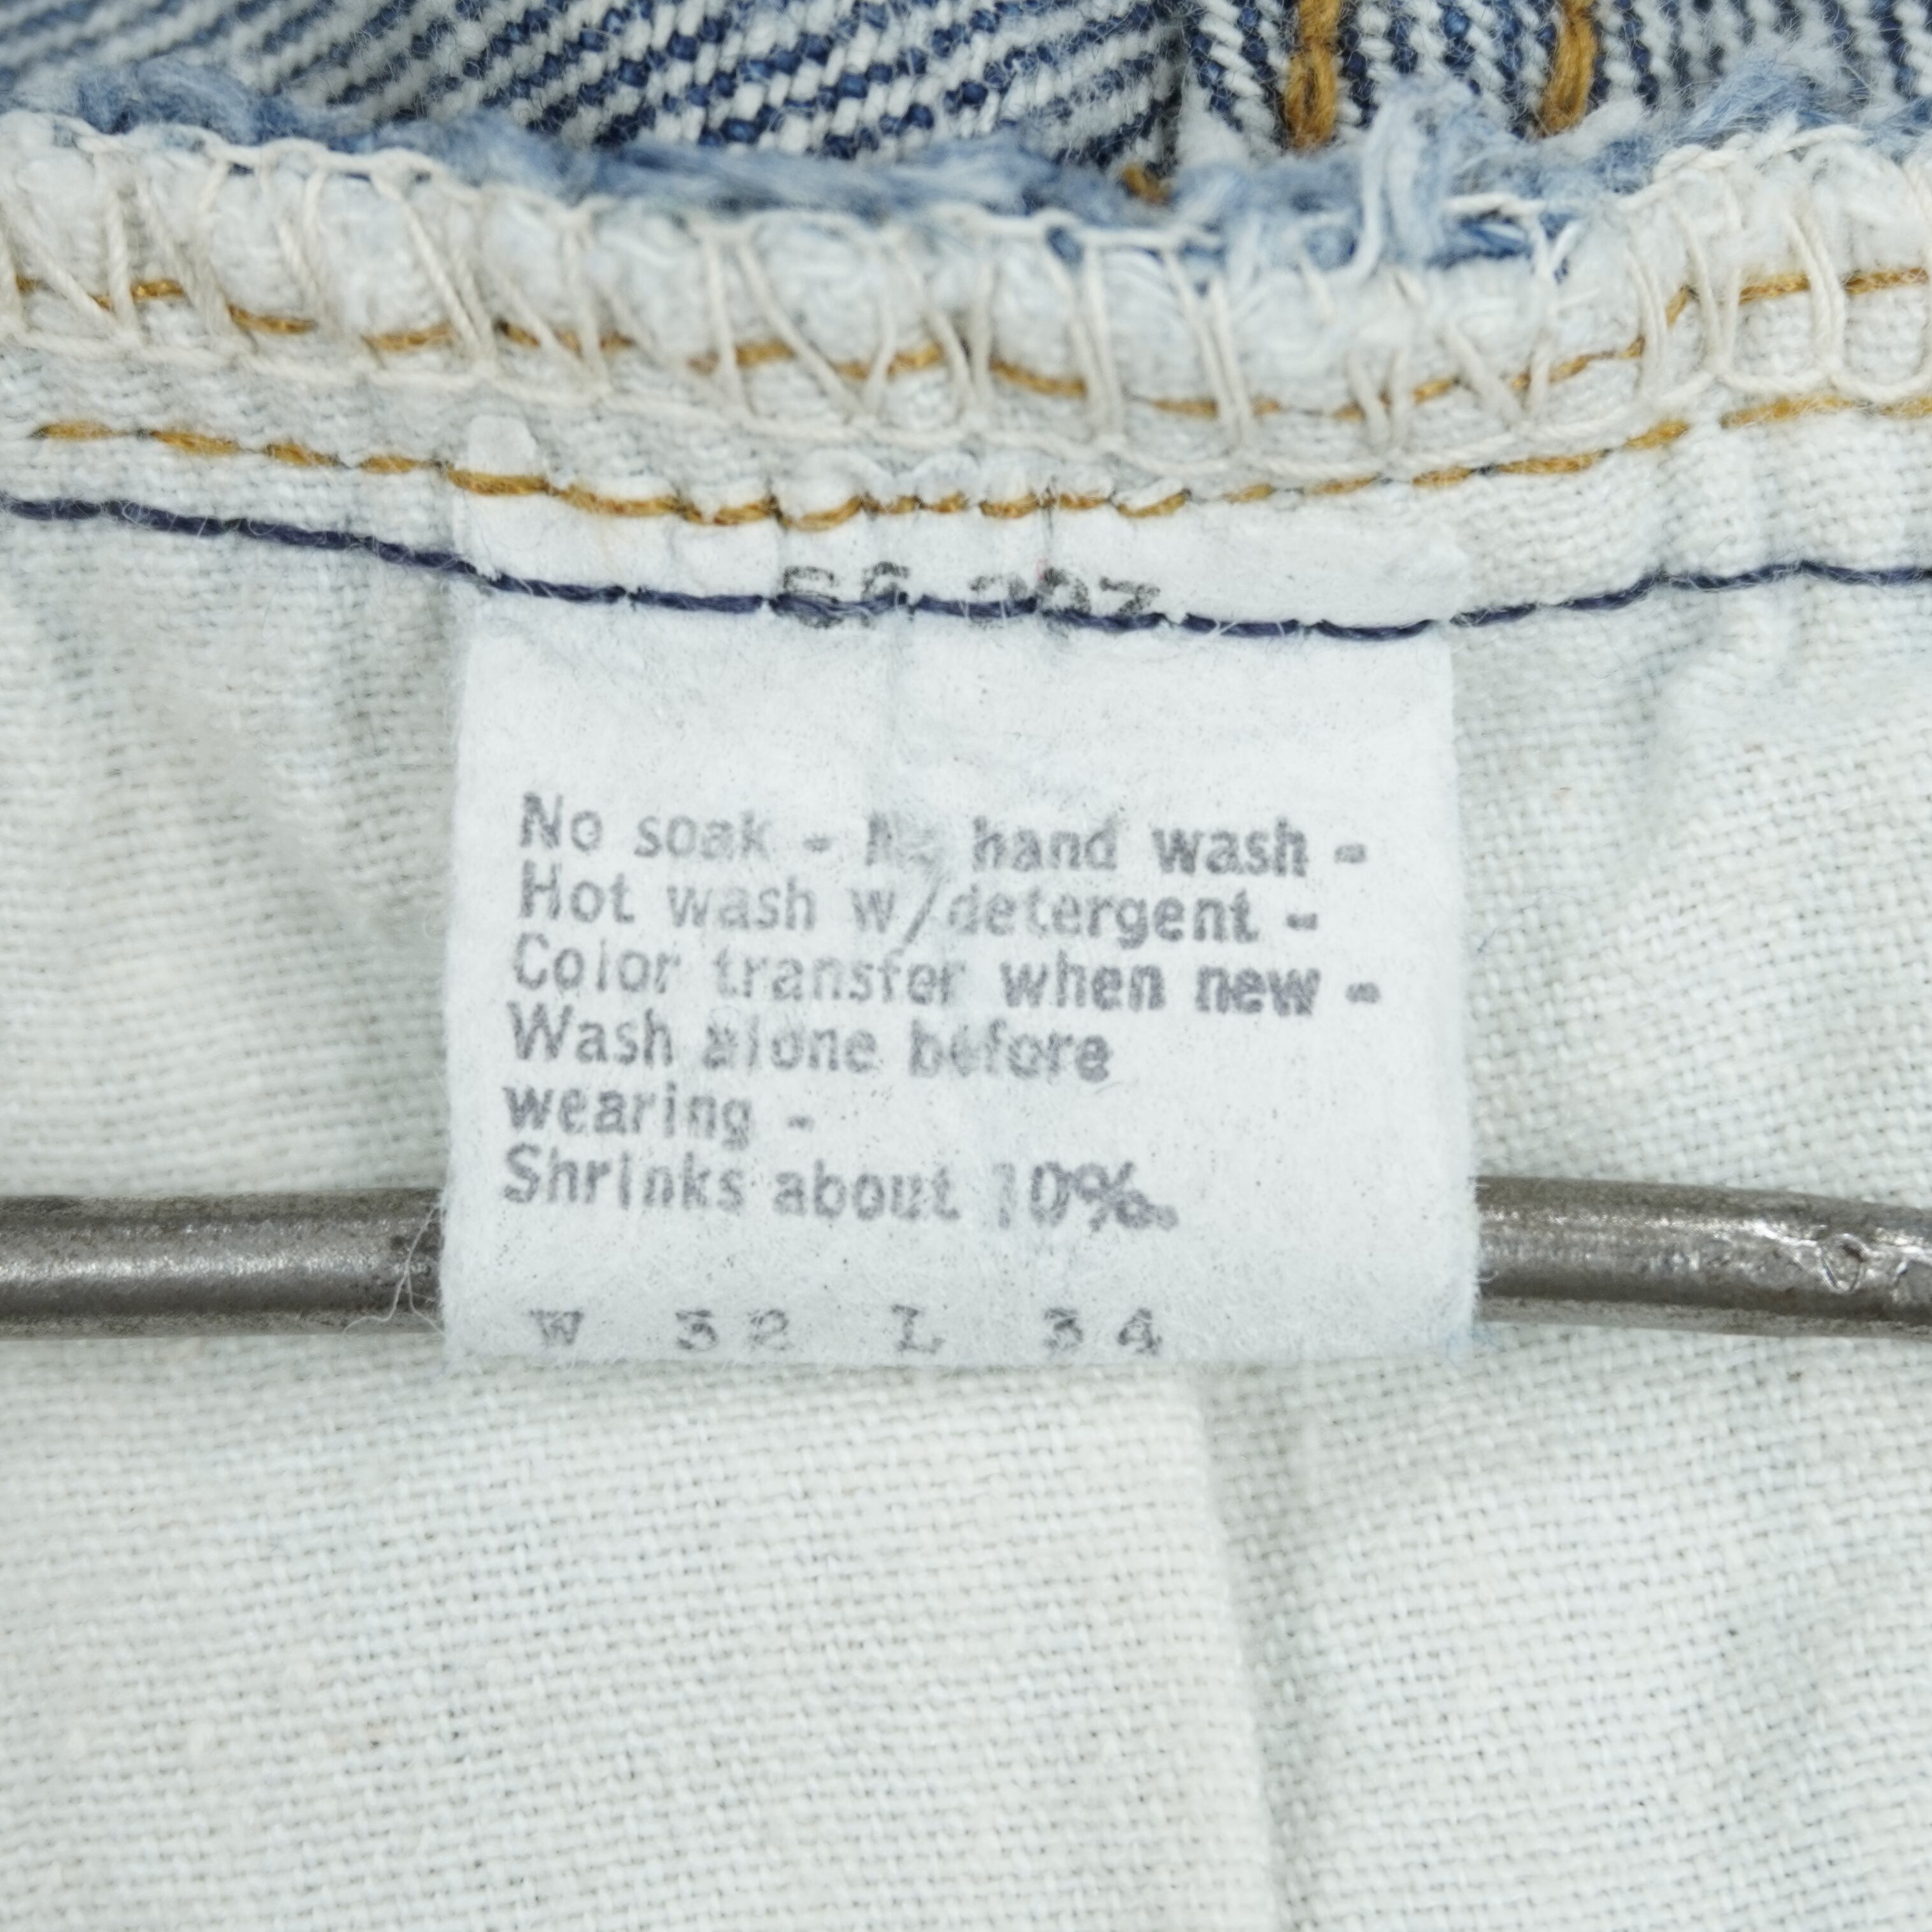 No soak - No hand wash -
Hot wash w/detergent -
Color transfer when new -
Wash alone before
wearing -
Shrinks about 10%.
W 32 L 34